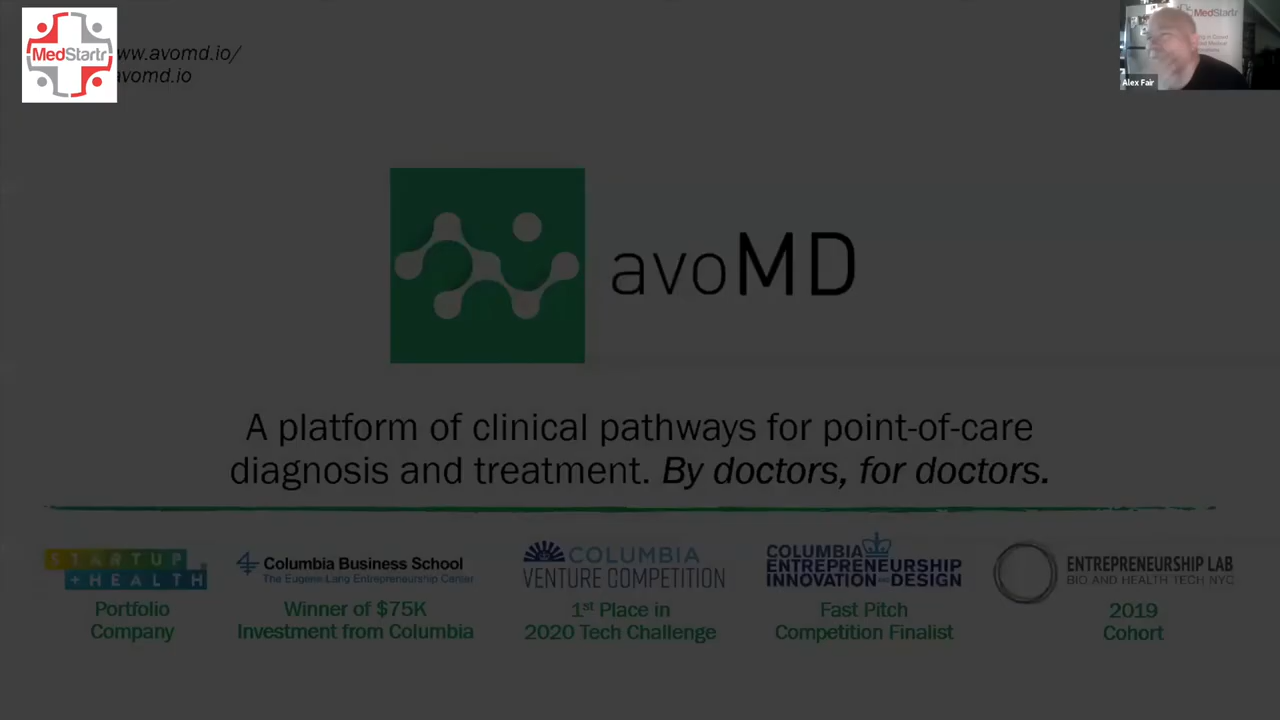 MedStartr
ww.avomd.io/
avomd.io
MedStartr
Alex Fair
avoMD
A platform of clinical pathways for point-of-care
diagnosis and treatment. By doctors, for doctors.
STARTUP
+HEALTH
Portfolio
Company
Columbia Business School
The Eugene Lang Entrepreneurship Center
Winner of $75K
Investment from Columbia
COLUMBIA
VENTURE COMPETITION
1st Place in
2020 Tech Challenge
COLUMBIA
ENTREPRENEURSHIP
INNOVATION AND DESIGN
Fast Pitch
Competition Finalist
ENTREPRENEURSHIP LAB
BIO AND HEALTH TECH NYC
2019
Cohort